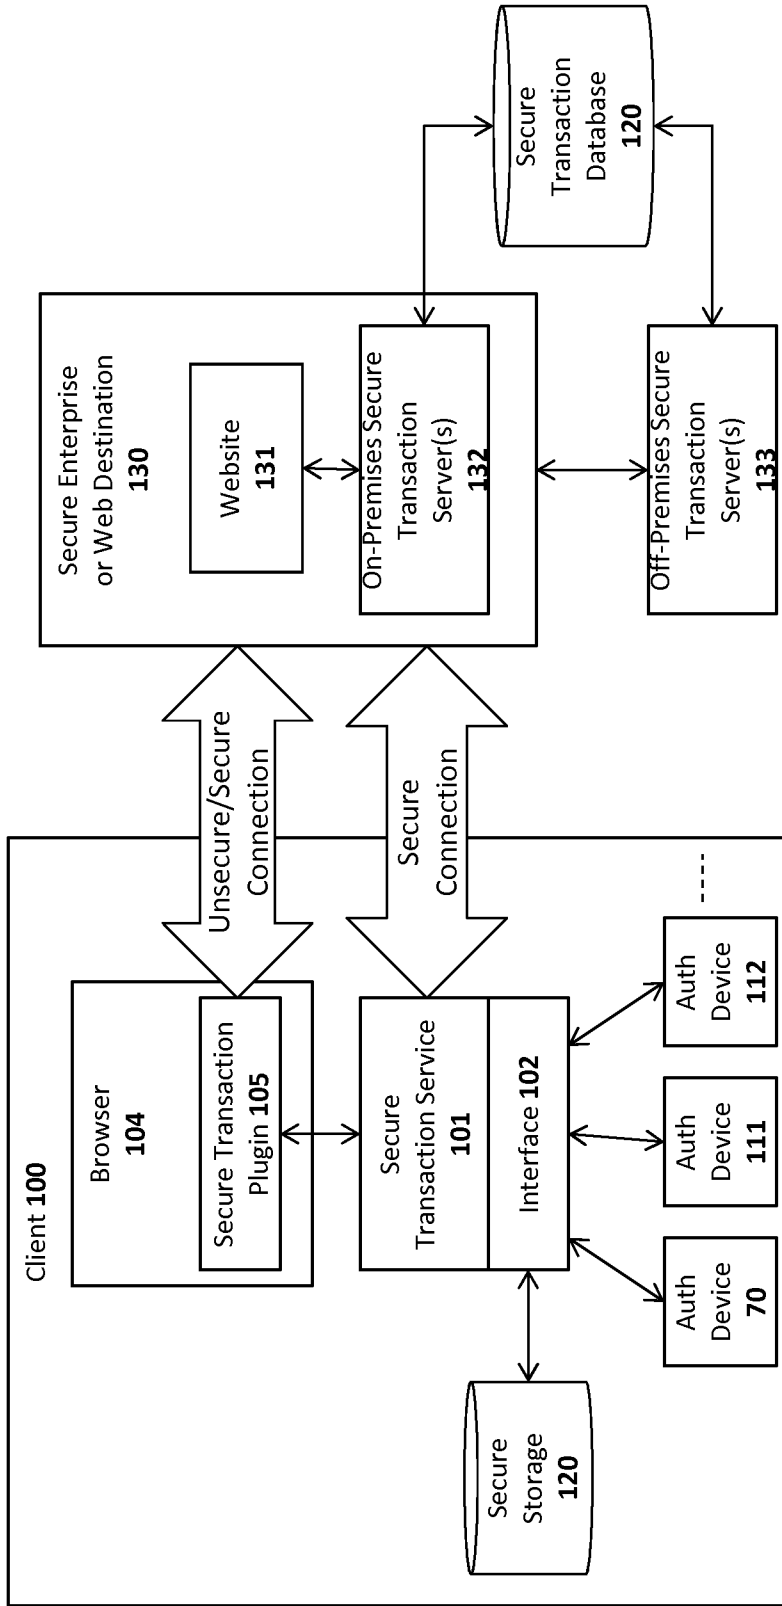 Client 100
Browser
104
Secure Transaction
Plugin 105
Secure
Transaction Service
101
Interface 102
Secure
Storage
120
Auth
Device
70
Auth
Device
111
Auth
Device
112
Unsecure/Secure
Connection
Secure
Connection
Secure Enterprise
or Web Destination
130
Website
131
On-Premises Secure
Transaction
Server(s)
132
Off-Premises Secure
Transaction
Server(s)
133
Secure
Transaction
Database
120